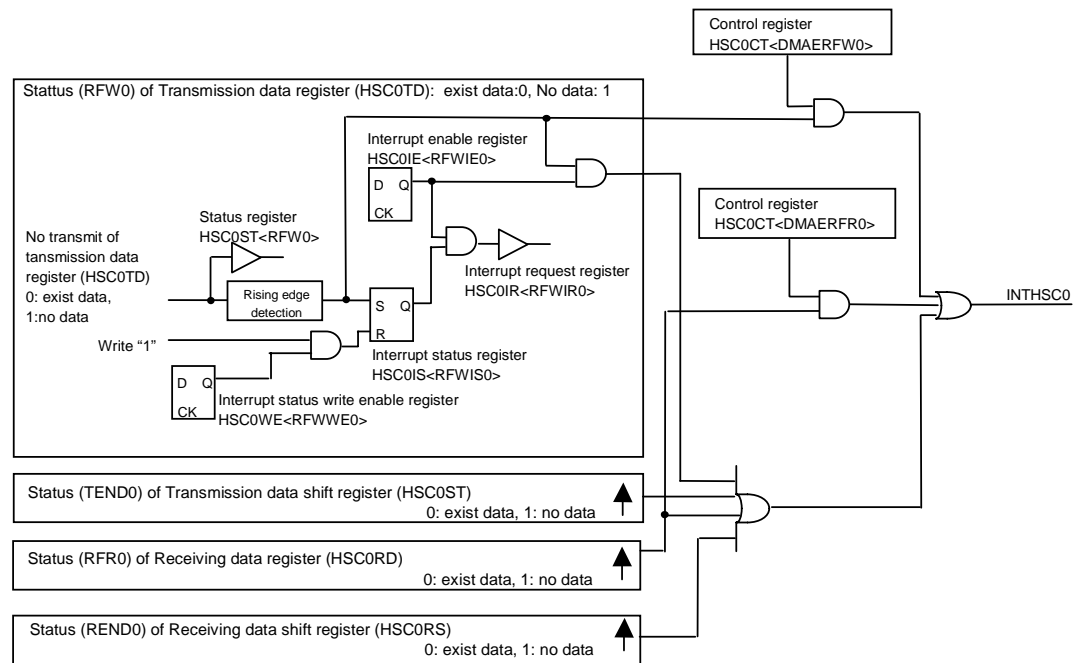 Control register
HSC0CT<DMAERFW0>
Stattus (RFW0) of Transmission data register (HSC0TD):  exist data:0, No data: 1
Interrupt enable register
HSC0IE<RFWIE0>
D Q
CK
Control register
HSC0CT<DMAERFR0>
Status register
HSC0ST<RFW0>
No transmit of
tansmission data
register (HSC0TD)
0: exist data,
1:no data
Interrupt request register
HSC0IR<RFWIR0>
Rising edge
detection
S Q
R
INTHSC0
Write “1”
Interrupt status register
HSC0IS<RFWIS0>
D Q
CK
Interrupt status write enable register
HSC0WE<RFWWE0>
Status (TEND0) of Transmission data shift register (HSC0ST)
0: exist data, 1: no data
Status (RFR0) of Receiving data register (HSC0RD)
0: exist data, 1: no data
Status (REND0) of Receiving data shift register (HSC0RS)
0: exist data, 1: no data